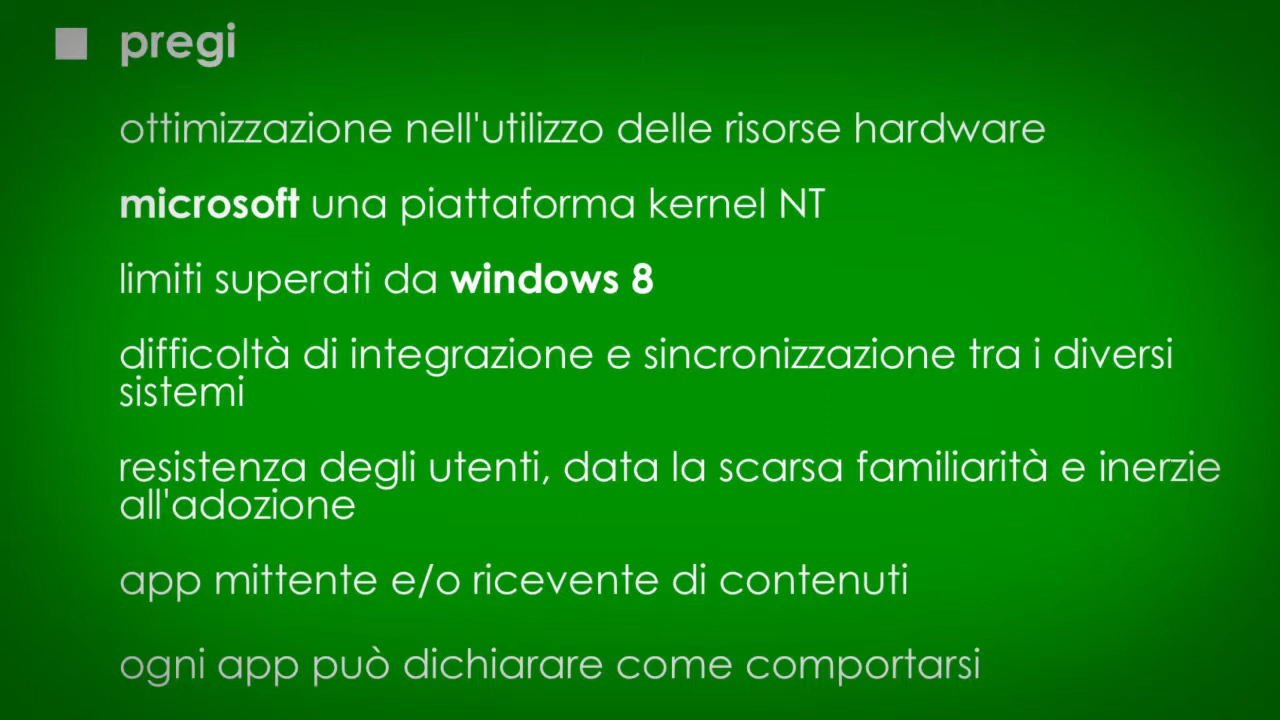 pregi
ottimizzazione nell'utilizzo delle risorse hardware
microsoft una piattaforma kernel NT
limiti superati da windows 8
difficoltà di integrazione e sincronizzazione tra i diversi
sistemi
resistenza degli utenti, data la scarsa familiarità e inerzie
all'adozione
app mittente e/o ricevente di contenuti
ogni app può dichiarare come comportarsi